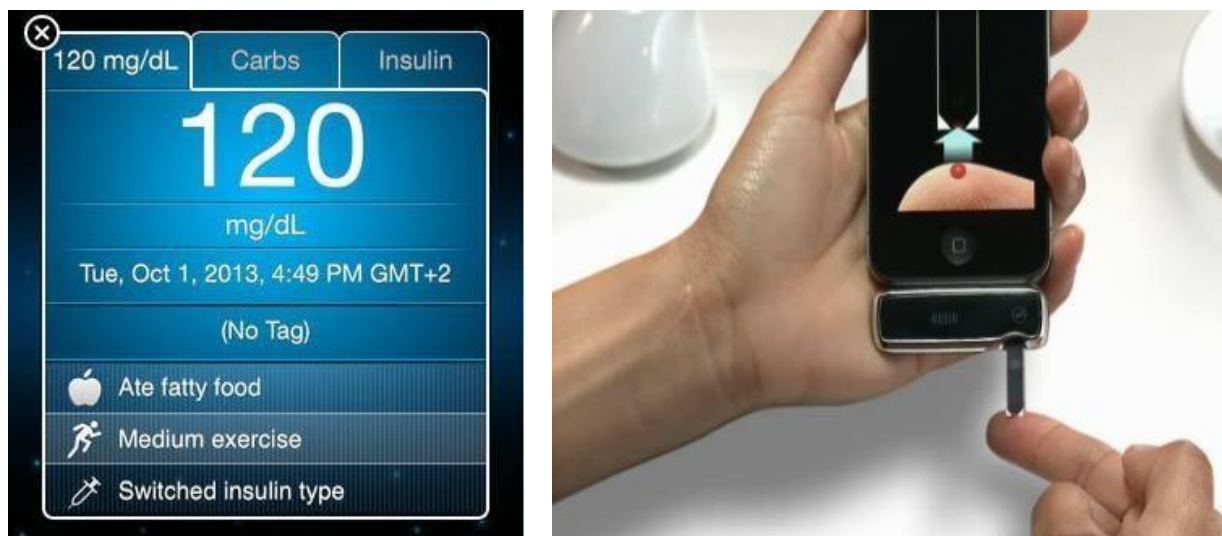 120 mg/dL
Carbs
Insulin
120
mg/dL
Tue, Oct 1, 2013, 4:49 PM GMT+2
(No Tag)
Ate fatty food
Medium exercise
Switched insulin type